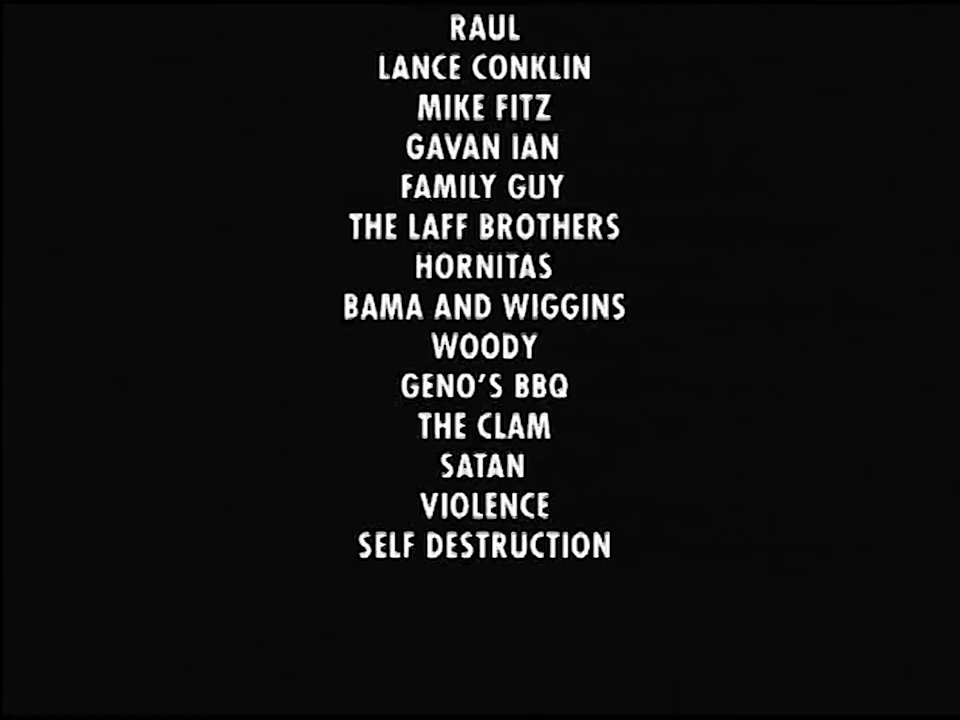 RAUL
LANCE CONKLIN
MIKE FITZ
GAVAN IAN
FAMILY GUY
THE LAFF BROTHERS
HORNITAS
BAMA AND WIGGINS
WOODY
GENO'S BBQ
THE CLAM
SATAN
VIOLENCE
SELF DESTRUCTION